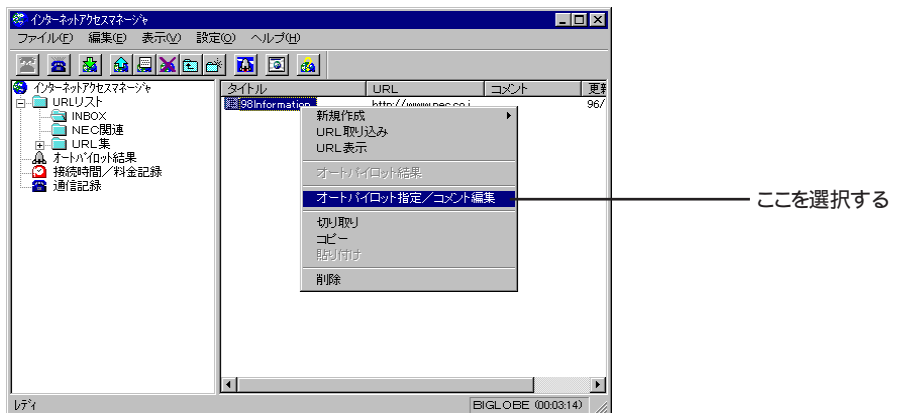 インターネットアクセスマネージャ
ファイル(F) 編集(E) 表示(V) 設定(O) ヘルプ(H)
インターネットアクセスマネージャ
URLリスト
INBOX
NEC関連
URL集
オートパイロット結果
接続時間/料金記録
通信記録
タイトル URL コメント 更新
98Information http://www.nec.co.j 96/
新規作成
URL取り込み
URL表示
オートパイロット結果
オートパイロット指定/コメント編集
切り取り
コピー
貼り付け
削除
ここを選択する
レディ BIGLOBE (00:03:14)